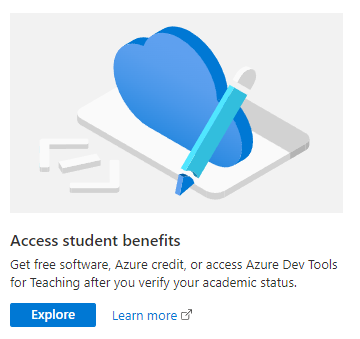 Access student benefits
Get free software, Azure credit, or access Azure Dev Tools
for Teaching after you verify your academic status.
Explore
Learn more